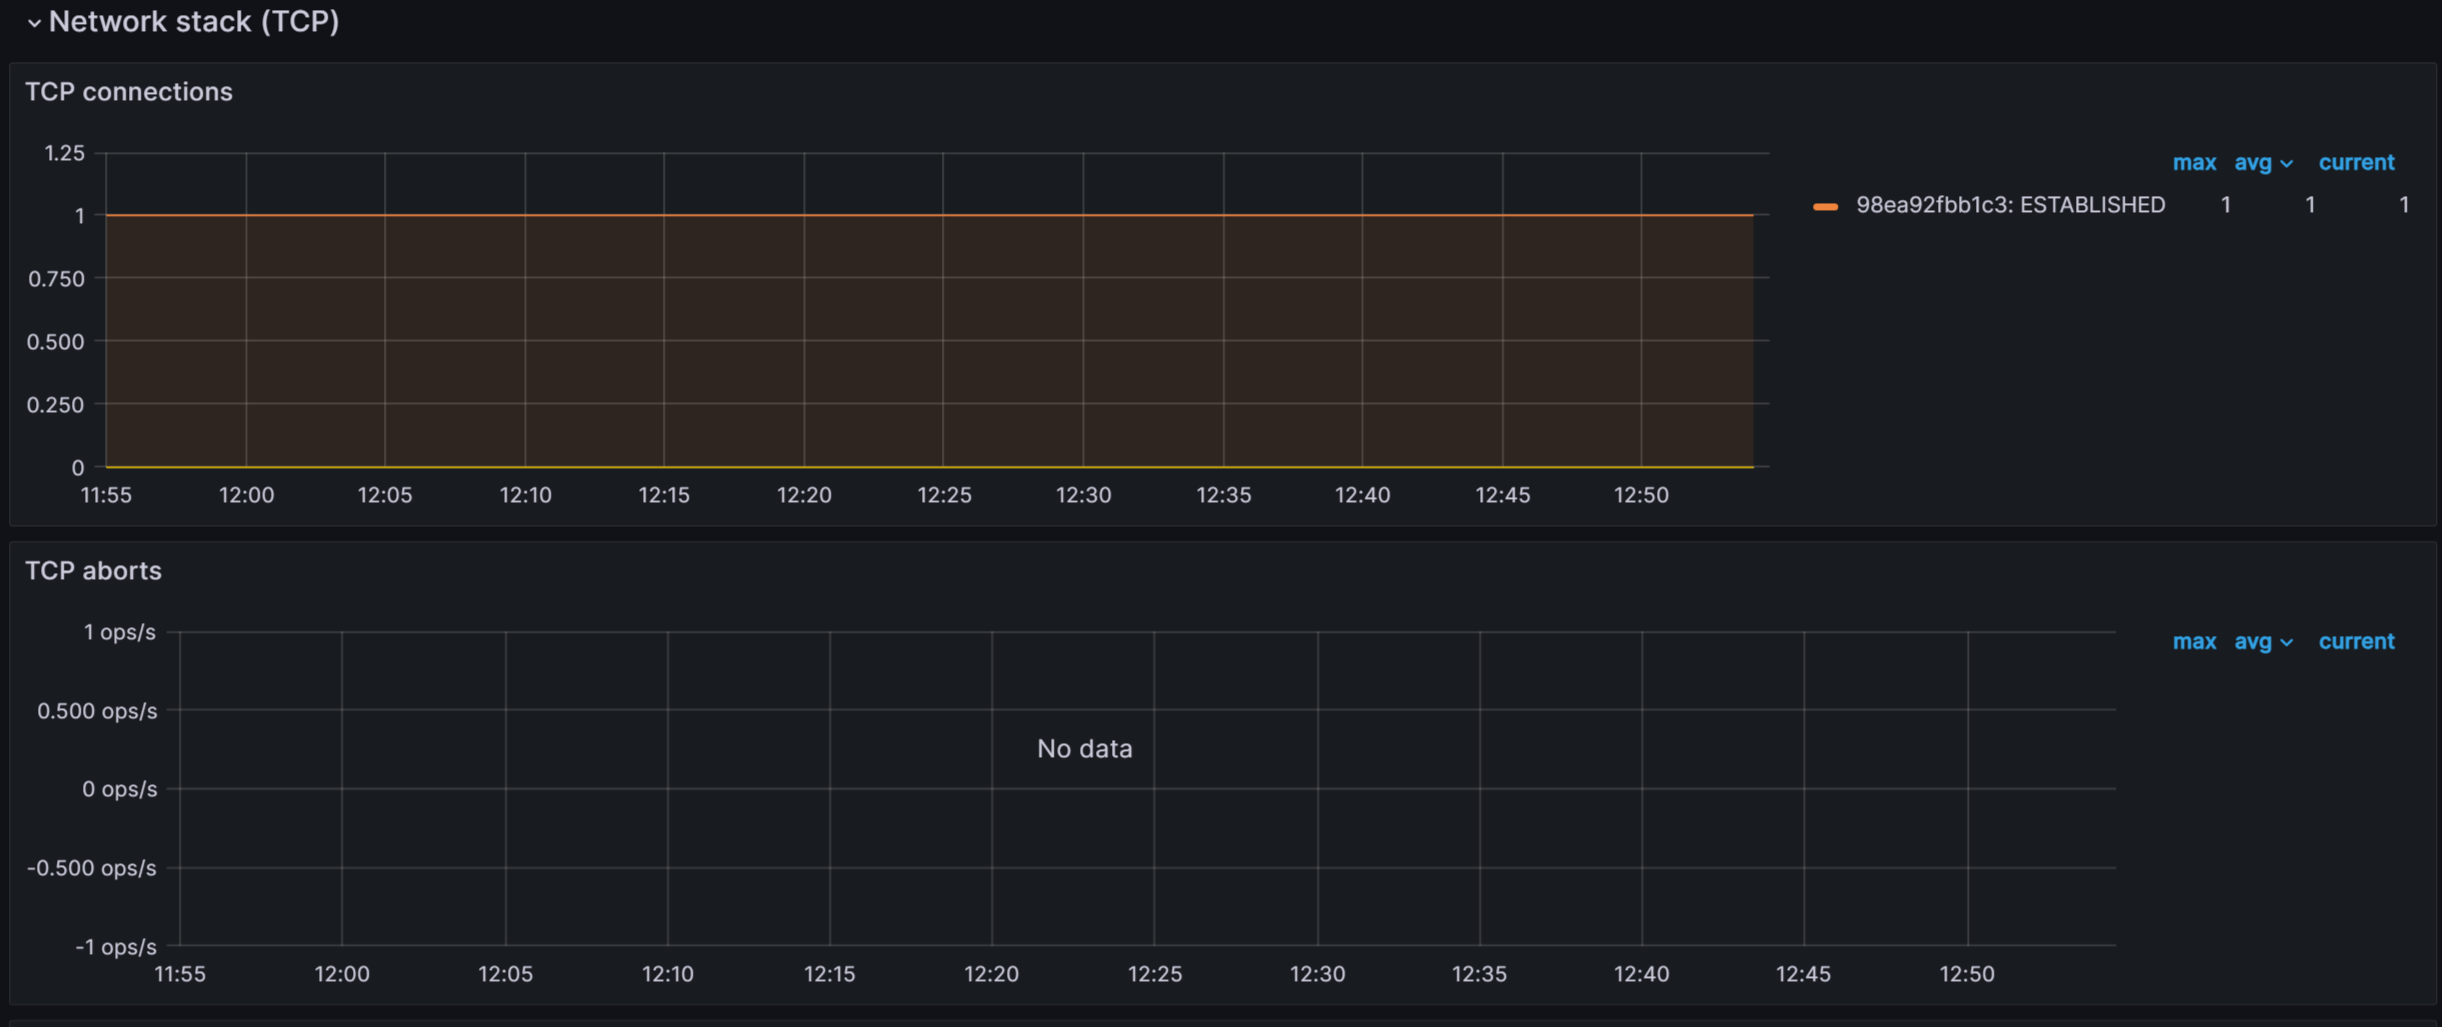 Network stack (TCP)
TCP connections
1.25
1
0.750
0.500
0.250
0
11:55 12:00 12:05 12:10 12:15 12:20 12:25 12:30 12:35 12:40 12:45 12:50
max avg current
98ea92fbb1c3: ESTABLISHED 1 1 1
TCP aborts
1 ops/s
0.500 ops/s
0 ops/s
-0.500 ops/s
-1 ops/s
No data
11:55 12:00 12:05 12:10 12:15 12:20 12:25 12:30 12:35 12:40 12:45 12:50
max avg current